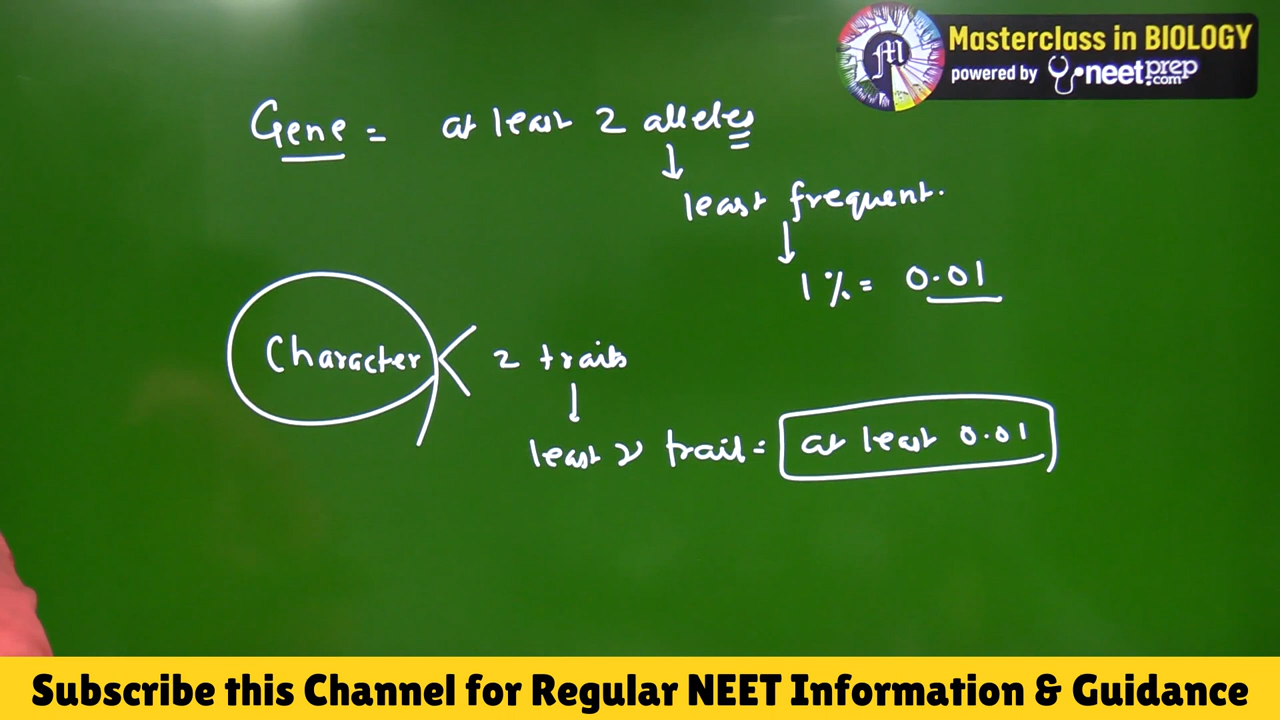 Masterclass in BIOLOGY
powered by neetprep.com
Gene = at least 2 alleles
↓
least frequent.
↓
1% = 0.01
Character < 2 traits
↓
least ν trait = at least 0.01
Subscribe this Channel for Regular NEET Information & Guidance